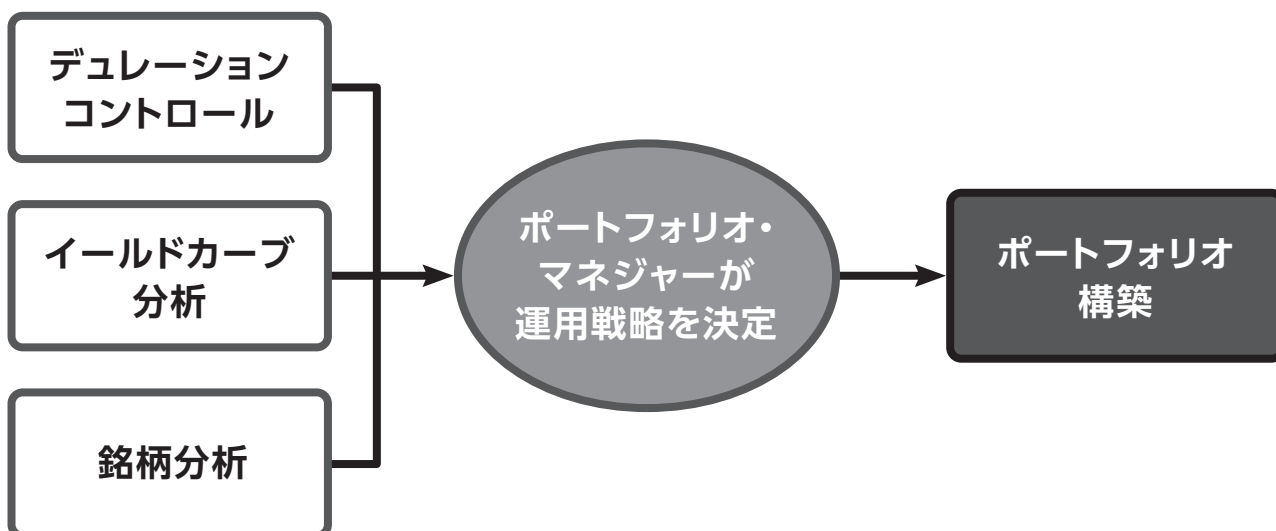 デュレーション
コントロール
イールドカーブ
分析
銘柄分析
ポートフォリオ・
マネジャーが
運用戦略を決定
ポートフォリオ
構築